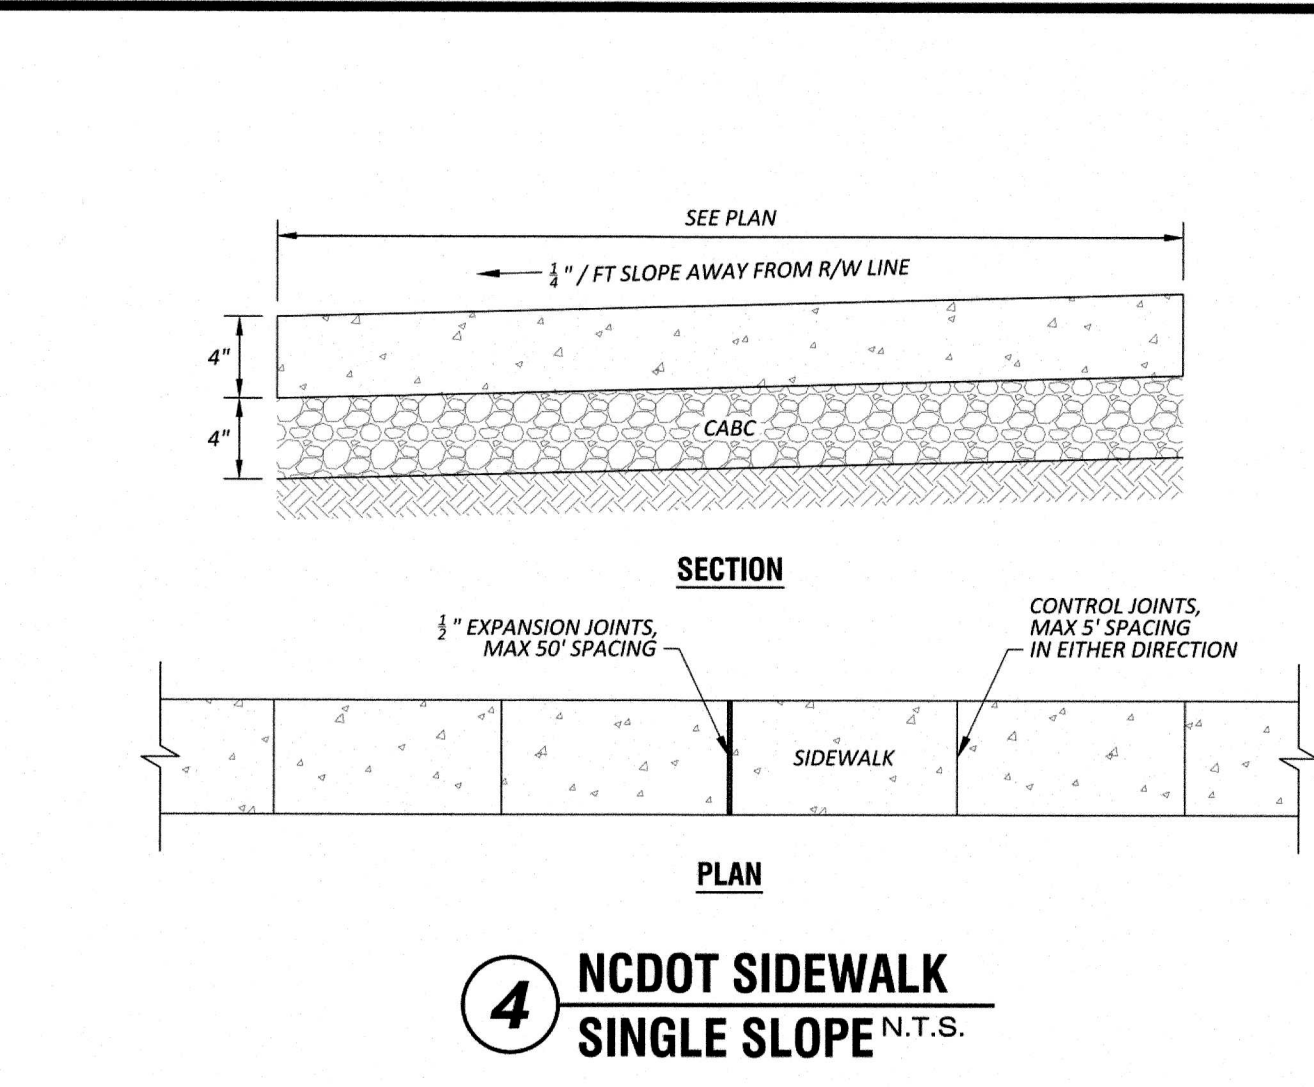 SEE PLAN
1/4" / FT SLOPE AWAY FROM R/W LINE
4"
4"
CABC
SECTION
1/2" EXPANSION JOINTS,
MAX 50' SPACING
CONTROL JOINTS,
MAX 5' SPACING
IN EITHER DIRECTION
SIDEWALK
PLAN
4
NCDOT SIDEWALK
SINGLE SLOPE N.T.S.